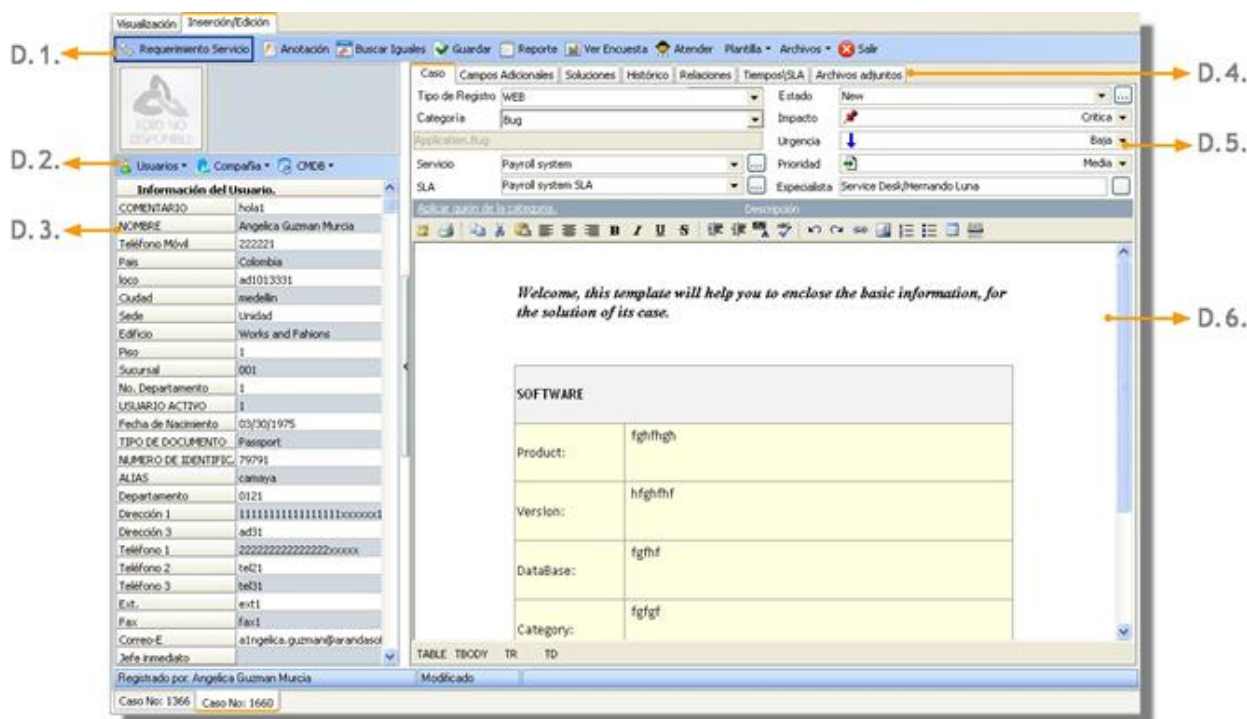 Visualización Inserción/Edición
D.1. Requerimiento Servicio Anotación Buscar Iguales Guardar Reporte Ver Encuesta Atender Plantilla Archivos Salir
FOTO NO DISPONIBLE
Caso Campos Adicionales Soluciones Histórico Relaciones Tiempos\SLA Archivos adjuntos D.4.
Tipo de Registro WEB Estado New ...
Categoría Bug Impacto Crítica
Application.Bug Urgencia Baja D.5.
D.2. Usuarios Compañía CMDB
Servicio Payroll system ... Prioridad Media
SLA Payroll system SLA ... Especialista Service Desk/Hernando Luna
Aplicar guión de la categoría. Descripción
Información del Usuario.
COMENTARIO hola1
D.3. NOMBRE Angelica Guzman Murcia
Teléfono Móvil 222221
Pais Colombia
loco ad1013331
Ciudad medellin
Sede Unidad
Edificio Works and Fahions
Piso 1
Sucursal 001
No. Departamento 1
USUARIO ACTIVO 1
Fecha de Nacimiento 03/30/1975
TIPO DE DOCUMENTO Passport
NUMERO DE IDENTIFIC. 79791
ALIAS camaya
Departamento 0121
Dirección 1
Dirección 3 ad31
Teléfono 1
Teléfono 2 tel21
Teléfono 3 tel31
Ext. ext1
Fax fax1
Correo-E a1ngelica.guzman@arandasof
Jefe inmediato
B I U S
Welcome, this template will help you to enclose the basic information, for
the solution of its case.
D.6.
SOFTWARE
Product: fghfhgh
Version: hfghfhf
DataBase: fgfhf
Category: fgfgf
TABLE TBODY TR TD
Registrado por: Angelica Guzman Murcia Modificado
Caso No: 1366 Caso No: 1660